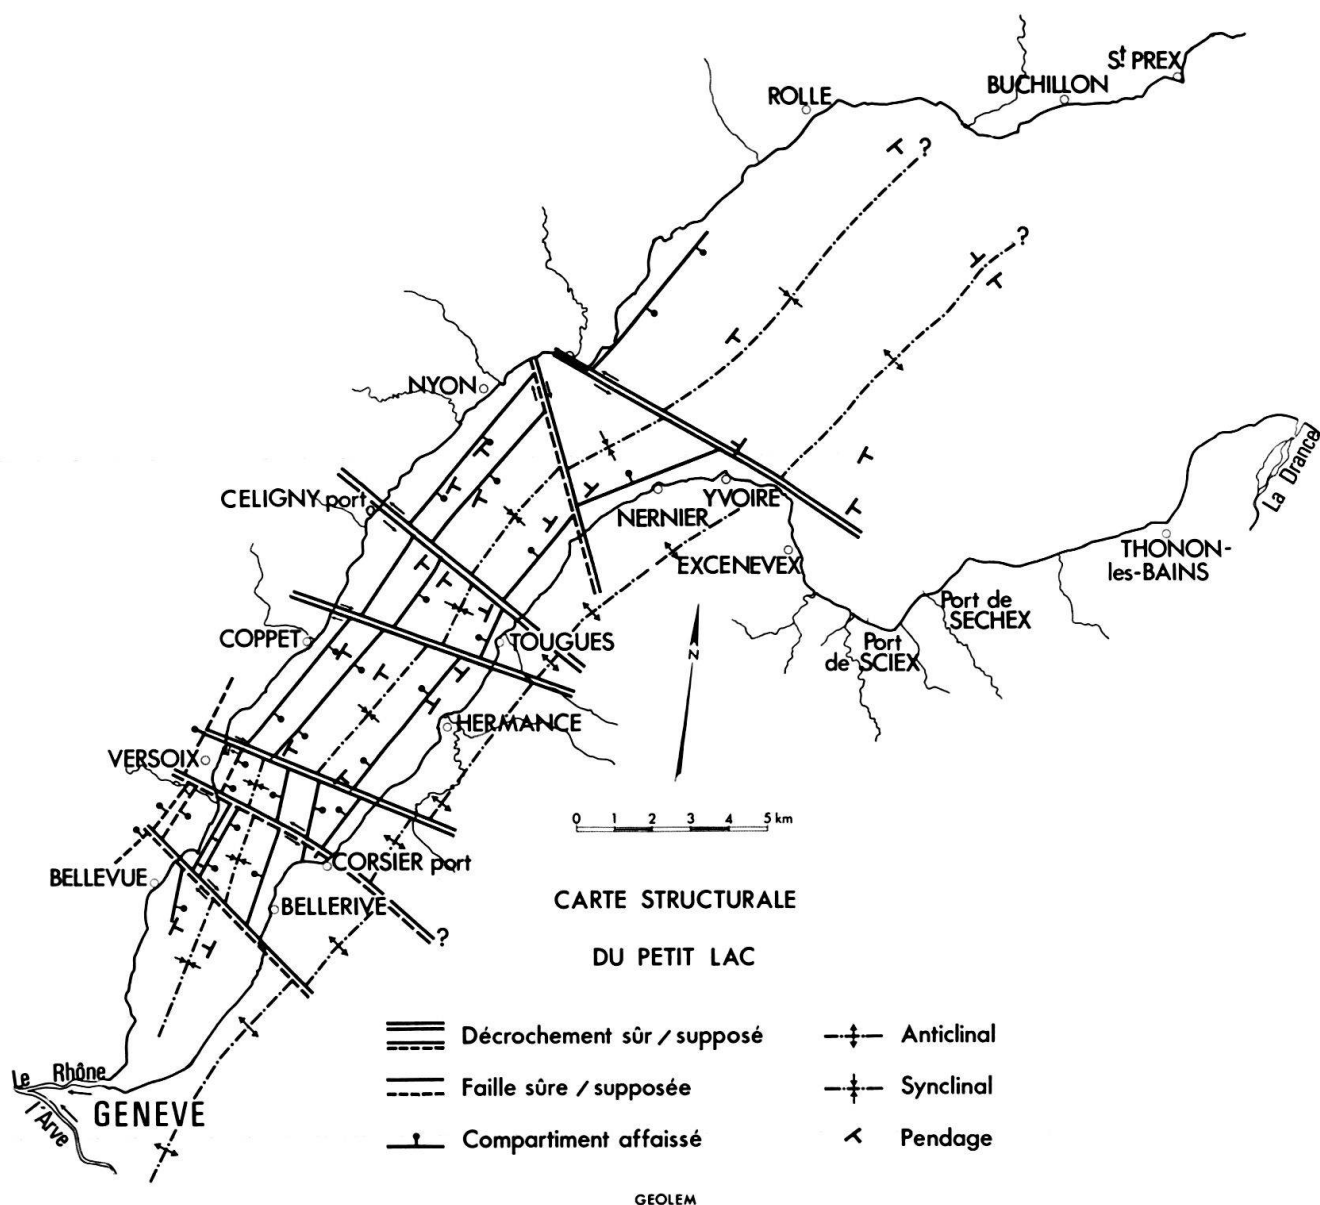 St PREX
BUCHILLON
ROLLE
?
?
NYON
CELIGNY port
YVOIRE
NERNIER
EXCENEVEX
La Drance
THONON-
les-BAINS
Port de
SECHEX
Port
de SCIEX
COPPET
TOUGUES
N
HERMANCE
VERSOIX
0 1 2 3 4 5 km
BELLEVUE
CORSIER port
BELLERIVE
?
CARTE STRUCTURALE
DU PETIT LAC
Le Rhône
GENEVE
l'Arve
Décrochement sûr / supposé
Anticlinal
Faille sûre / supposée
Synclinal
Compartiment affaissé
Pendage
GEOLEM